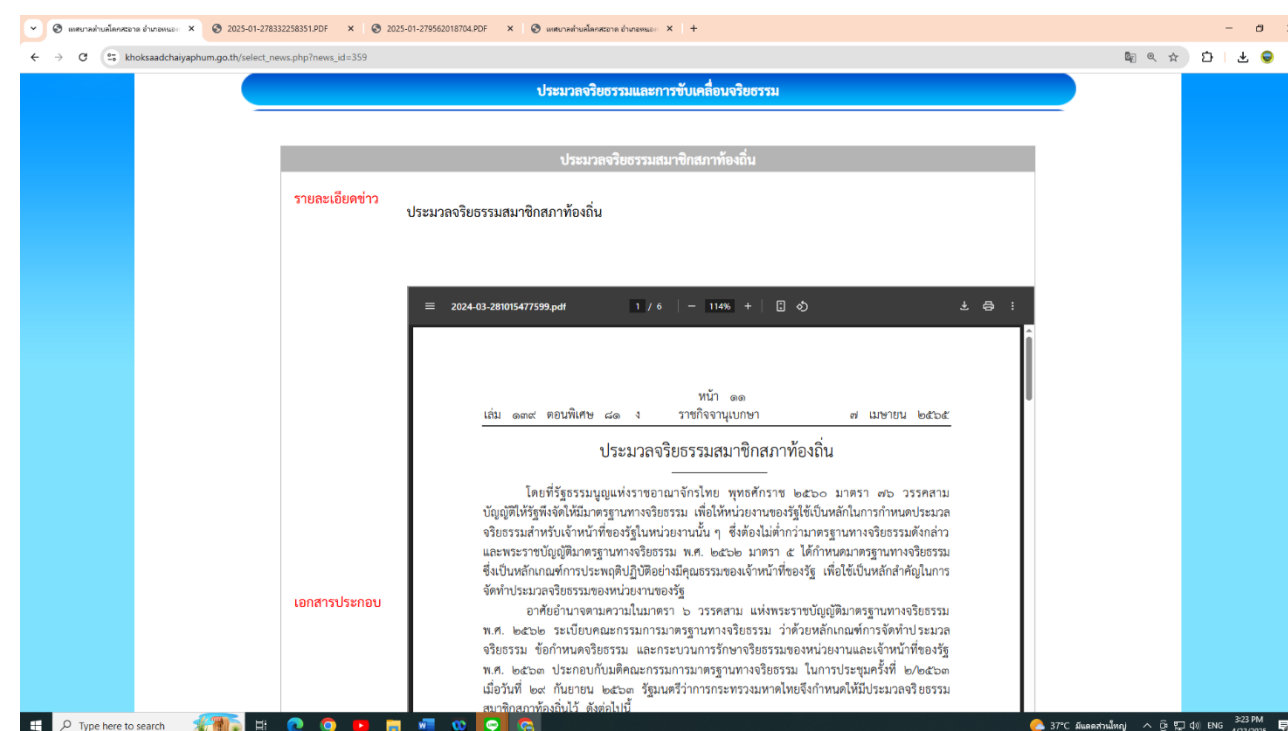 เทศบาลตำบลโคกสะอาด อำเภอหนอง
2025-01-278332258351.PDF
2025-01-279562018704.PDF
เทศบาลตำบลโคกสะอาด อำเภอหนอง
khoksaadchaiyaphum.go.th/select_news.php?news_id=359
ประมวลจริยธรรมและการขับเคลื่อนจริยธรรม
ประมวลจริยธรรมสมาชิกสภาท้องถิ่น
รายละเอียดข่าว
ประมวลจริยธรรมสมาชิกสภาท้องถิ่น
2024-03-281015477599.pdf 1 / 6 — 114% +
หน้า ๑๑
เล่ม ๑๓๙ ตอนพิเศษ ๘๑ ง ราชกิจจานุเบกษา ๗ เมษายน ๒๕๖๕
ประมวลจริยธรรมสมาชิกสภาท้องถิ่น
โดยที่รัฐธรรมนูญแห่งราชอาณาจักรไทย พุทธศักราช ๒๕๖๐ มาตรา ๗๖ วรรคสาม
บัญญัติให้รัฐพึงจัดให้มีมาตรฐานทางจริยธรรม เพื่อให้หน่วยงานของรัฐใช้เป็นหลักในการกำหนดประมวล
จริยธรรมสำหรับเจ้าหน้าที่ของรัฐในหน่วยงานนั้น ๆ ซึ่งต้องไม่ต่ำกว่ามาตรฐานทางจริยธรรมดังกล่าว
และพระราชบัญญัติมาตรฐานทางจริยธรรม พ.ศ. ๒๕๖๒ มาตรา ๕ ได้กำหนดมาตรฐานทางจริยธรรม
ซึ่งเป็นหลักเกณฑ์การประพฤติปฏิบัติอย่างมีคุณธรรมของเจ้าหน้าที่ของรัฐ เพื่อใช้เป็นหลักสำคัญในการ
จัดทำประมวลจริยธรรมของหน่วยงานของรัฐ
เอกสารประกอบ
อาศัยอำนาจตามความในมาตรา ๖ วรรคสาม แห่งพระราชบัญญัติมาตรฐานทางจริยธรรม
พ.ศ. ๒๕๖๒ ระเบียบคณะกรรมการมาตรฐานทางจริยธรรม ว่าด้วยหลักเกณฑ์การจัดทำประมวล
จริยธรรม ข้อกำหนดจริยธรรม และกระบวนการรักษาจริยธรรมของหน่วยงานและเจ้าหน้าที่ของรัฐ
พ.ศ. ๒๕๖๓ ประกอบกับมติคณะกรรมการมาตรฐานทางจริยธรรม ในการประชุมครั้งที่ ๒/๒๕๖๓
เมื่อวันที่ ๒๙ กันยายน ๒๕๖๓ รัฐมนตรีว่าการกระทรวงมหาดไทยจึงกำหนดให้มีประมวลจริยธรรม
สมาชิกสภาท้องถิ่นไว้ ดังต่อไปนี้
Type here to search
37°C มีแดดส่วนใหญ่ ENG 3:23 PM